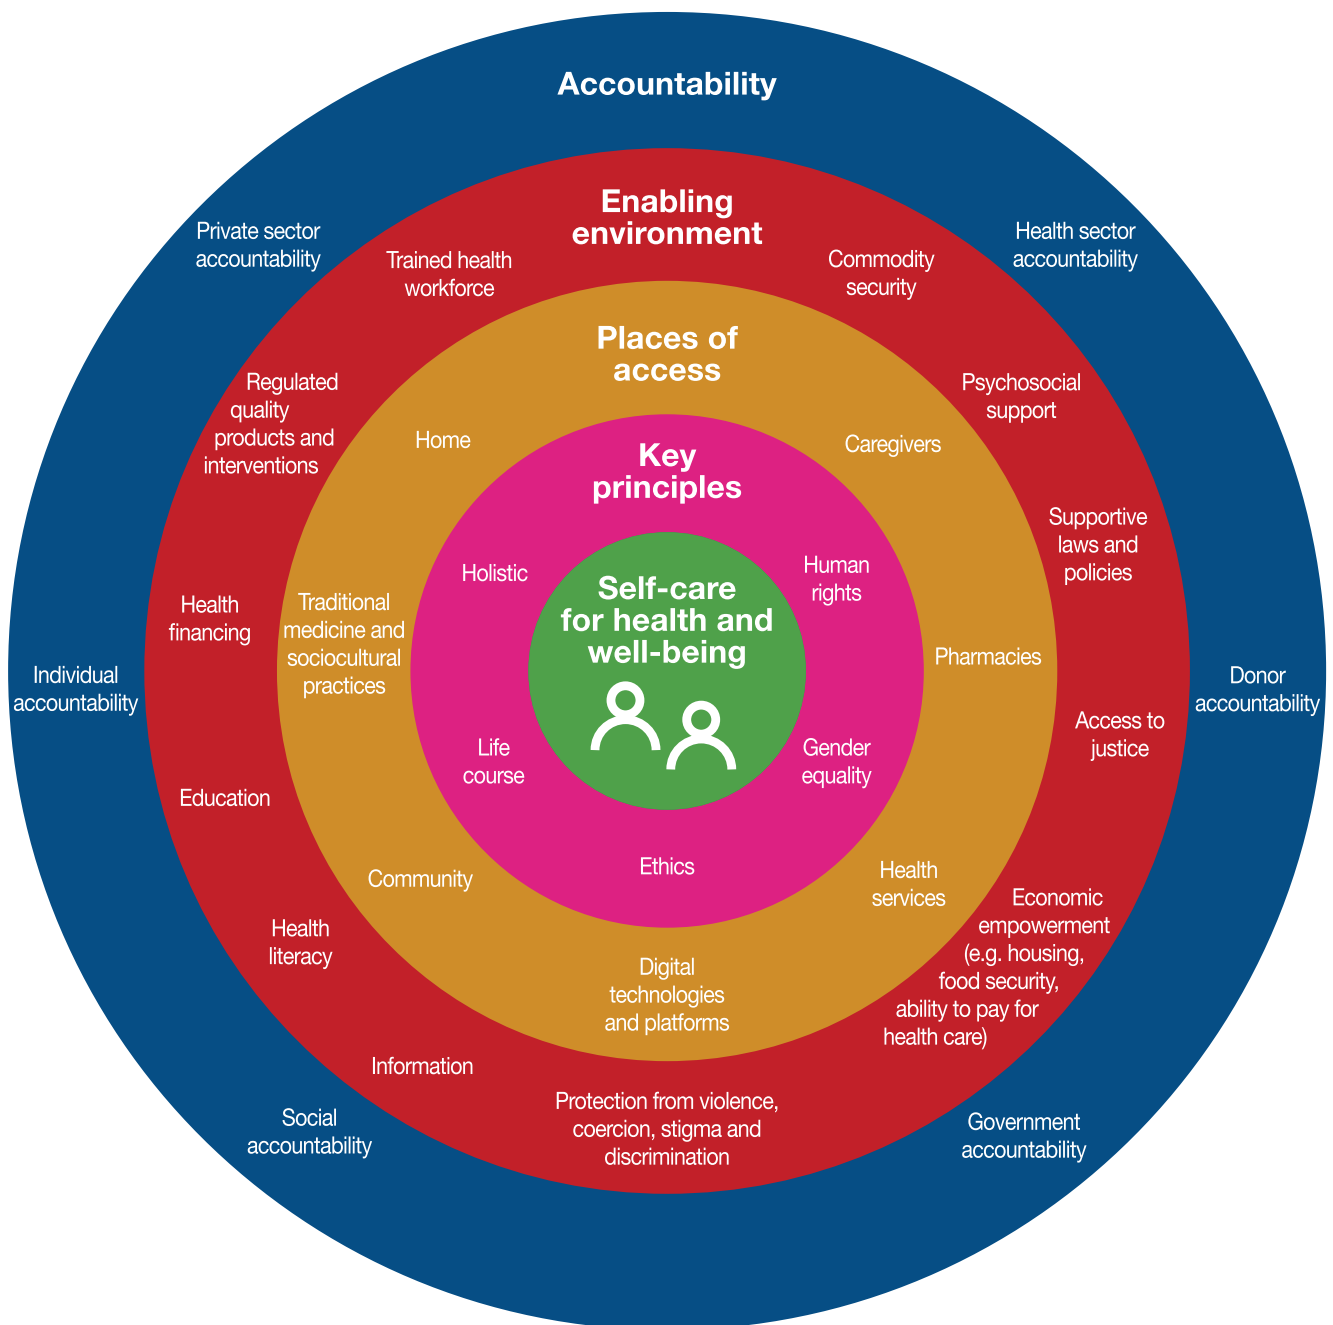 Accountability
Private sector
accountability
Health sector
accountability
Individual
accountability
Donor
accountability
Social
accountability
Government
accountability
Enabling
environment
Trained health
workforce
Commodity
security
Regulated
quality
products and
interventions
Psychosocial
support
Supportive
laws and
policies
Health
financing
Access to
justice
Education
Economic
empowerment
(e.g. housing,
food security,
ability to pay for
health care)
Health
literacy
Information
Protection from violence,
coercion, stigma and
discrimination
Places of
access
Home
Caregivers
Traditional
medicine and
sociocultural
practices
Pharmacies
Community
Health
services
Digital
technologies
and platforms
Key
principles
Holistic
Human
rights
Life
course
Gender
equality
Ethics
Self-care
for health and
well-being